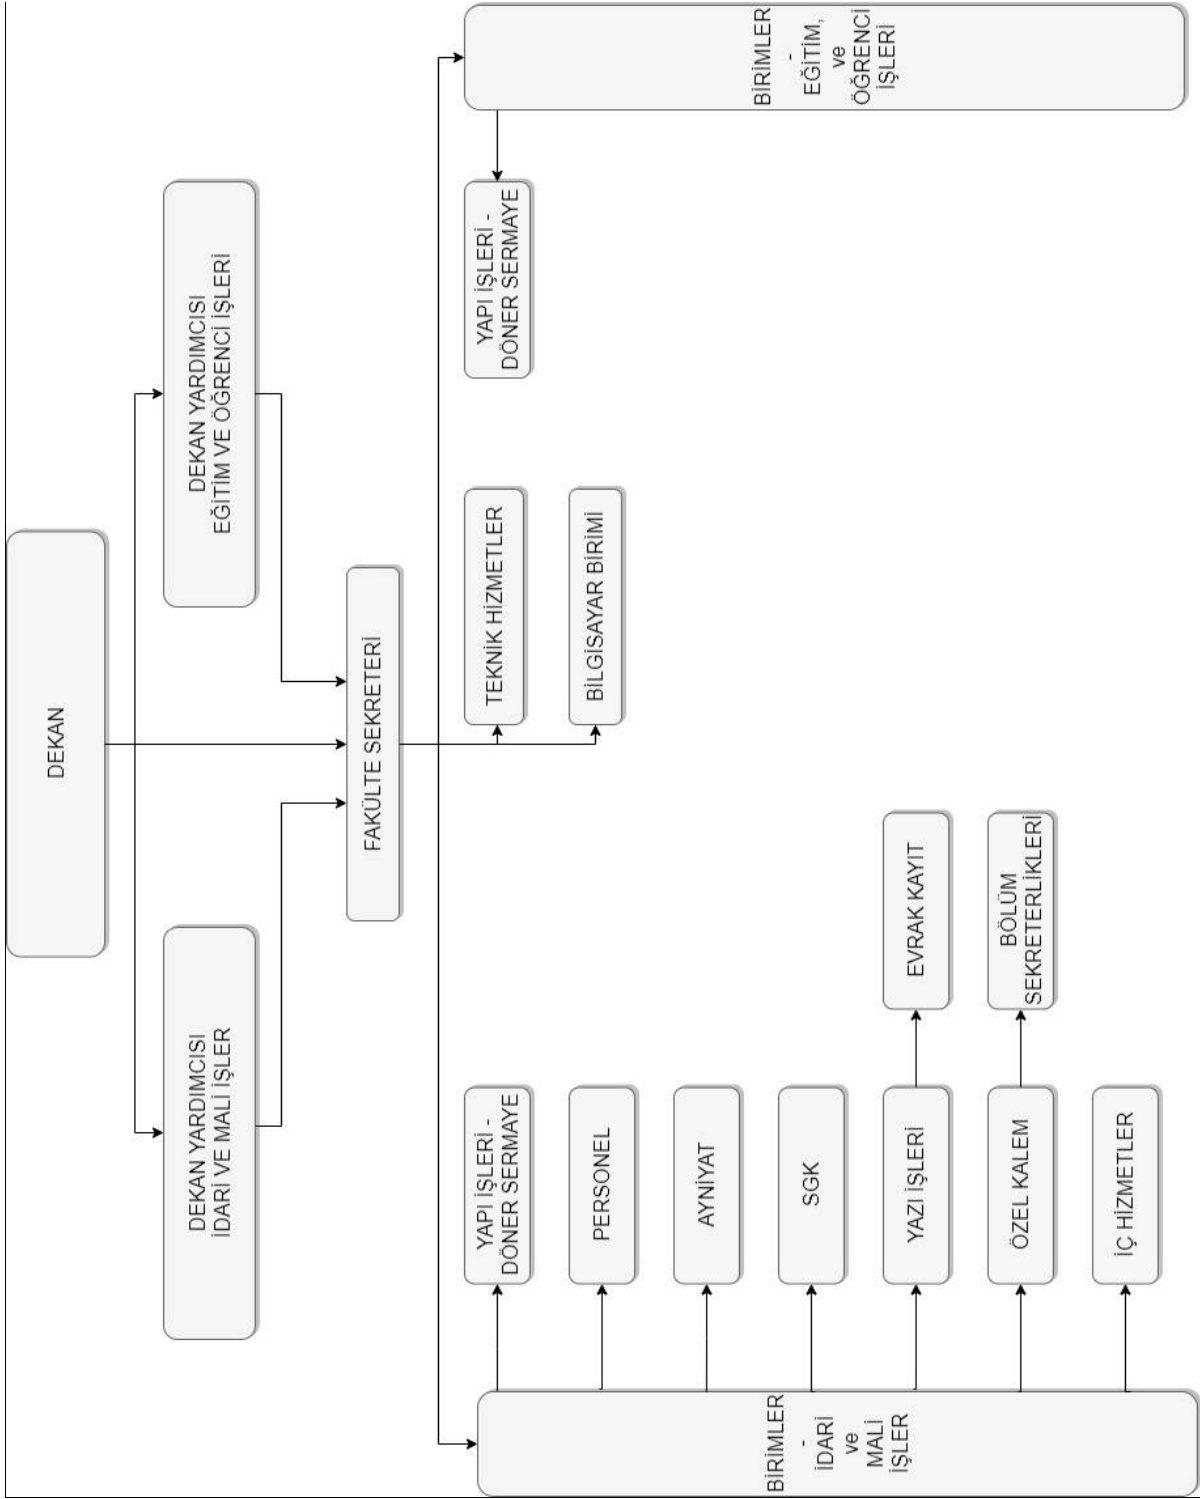 DEKAN
DEKAN YARDIMCISI
İDARİ VE MALİ İŞLER
DEKAN YARDIMCISI
EĞİTİM VE ÖĞRENCİ İŞLERİ
FAKÜLTE SEKRETERİ
BİRİMLER
-
İDARİ
ve
MALİ
İŞLER
YAPI İŞLERİ -
DÖNER SERMAYE
PERSONEL
AYNİYAT
SGK
YAZI İŞLERİ
EVRAK KAYIT
ÖZEL KALEM
BÖLÜM
SEKRETERLİKLERİ
İÇ HİZMETLER
TEKNİK HİZMETLER
BİLGİSAYAR BİRİMİ
YAPI İŞLERİ -
DÖNER SERMAYE
BİRİMLER
-
EĞİTİM,
ve
ÖĞRENCİ
İŞLERİ